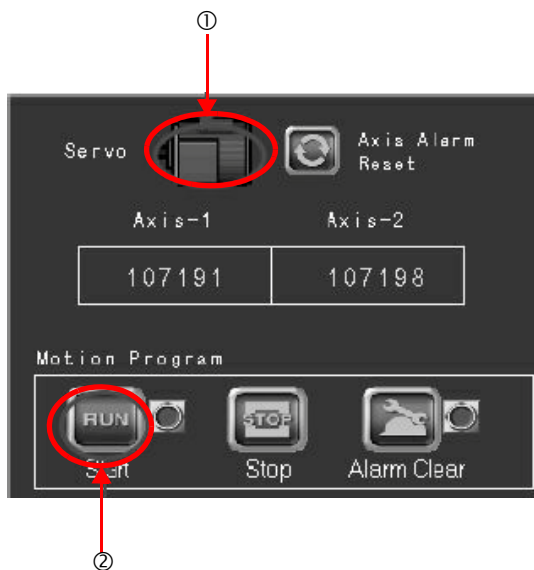 ①
Servo
Axis Alarm
Reset
Axis-1 Axis-2
107191 107198
Motion Program
RUN STOP
Start Stop Alarm Clear
②